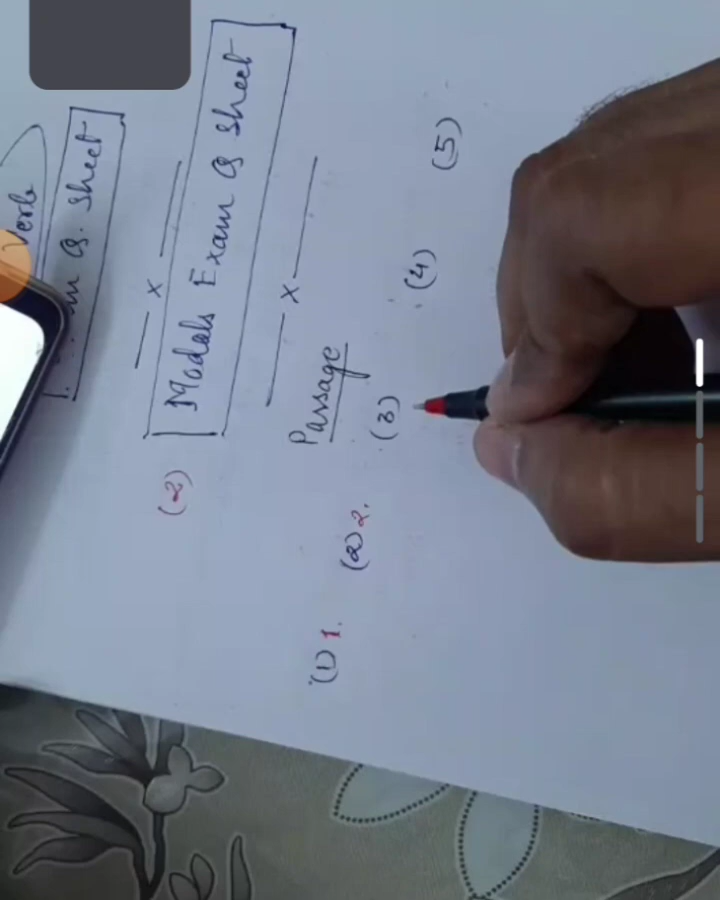 Verb
Q. Sheet
— x —
(2) Modals Exam Q Sheet
— x —
Passage
(1) 1. (2) 2. (3) (4) (5)